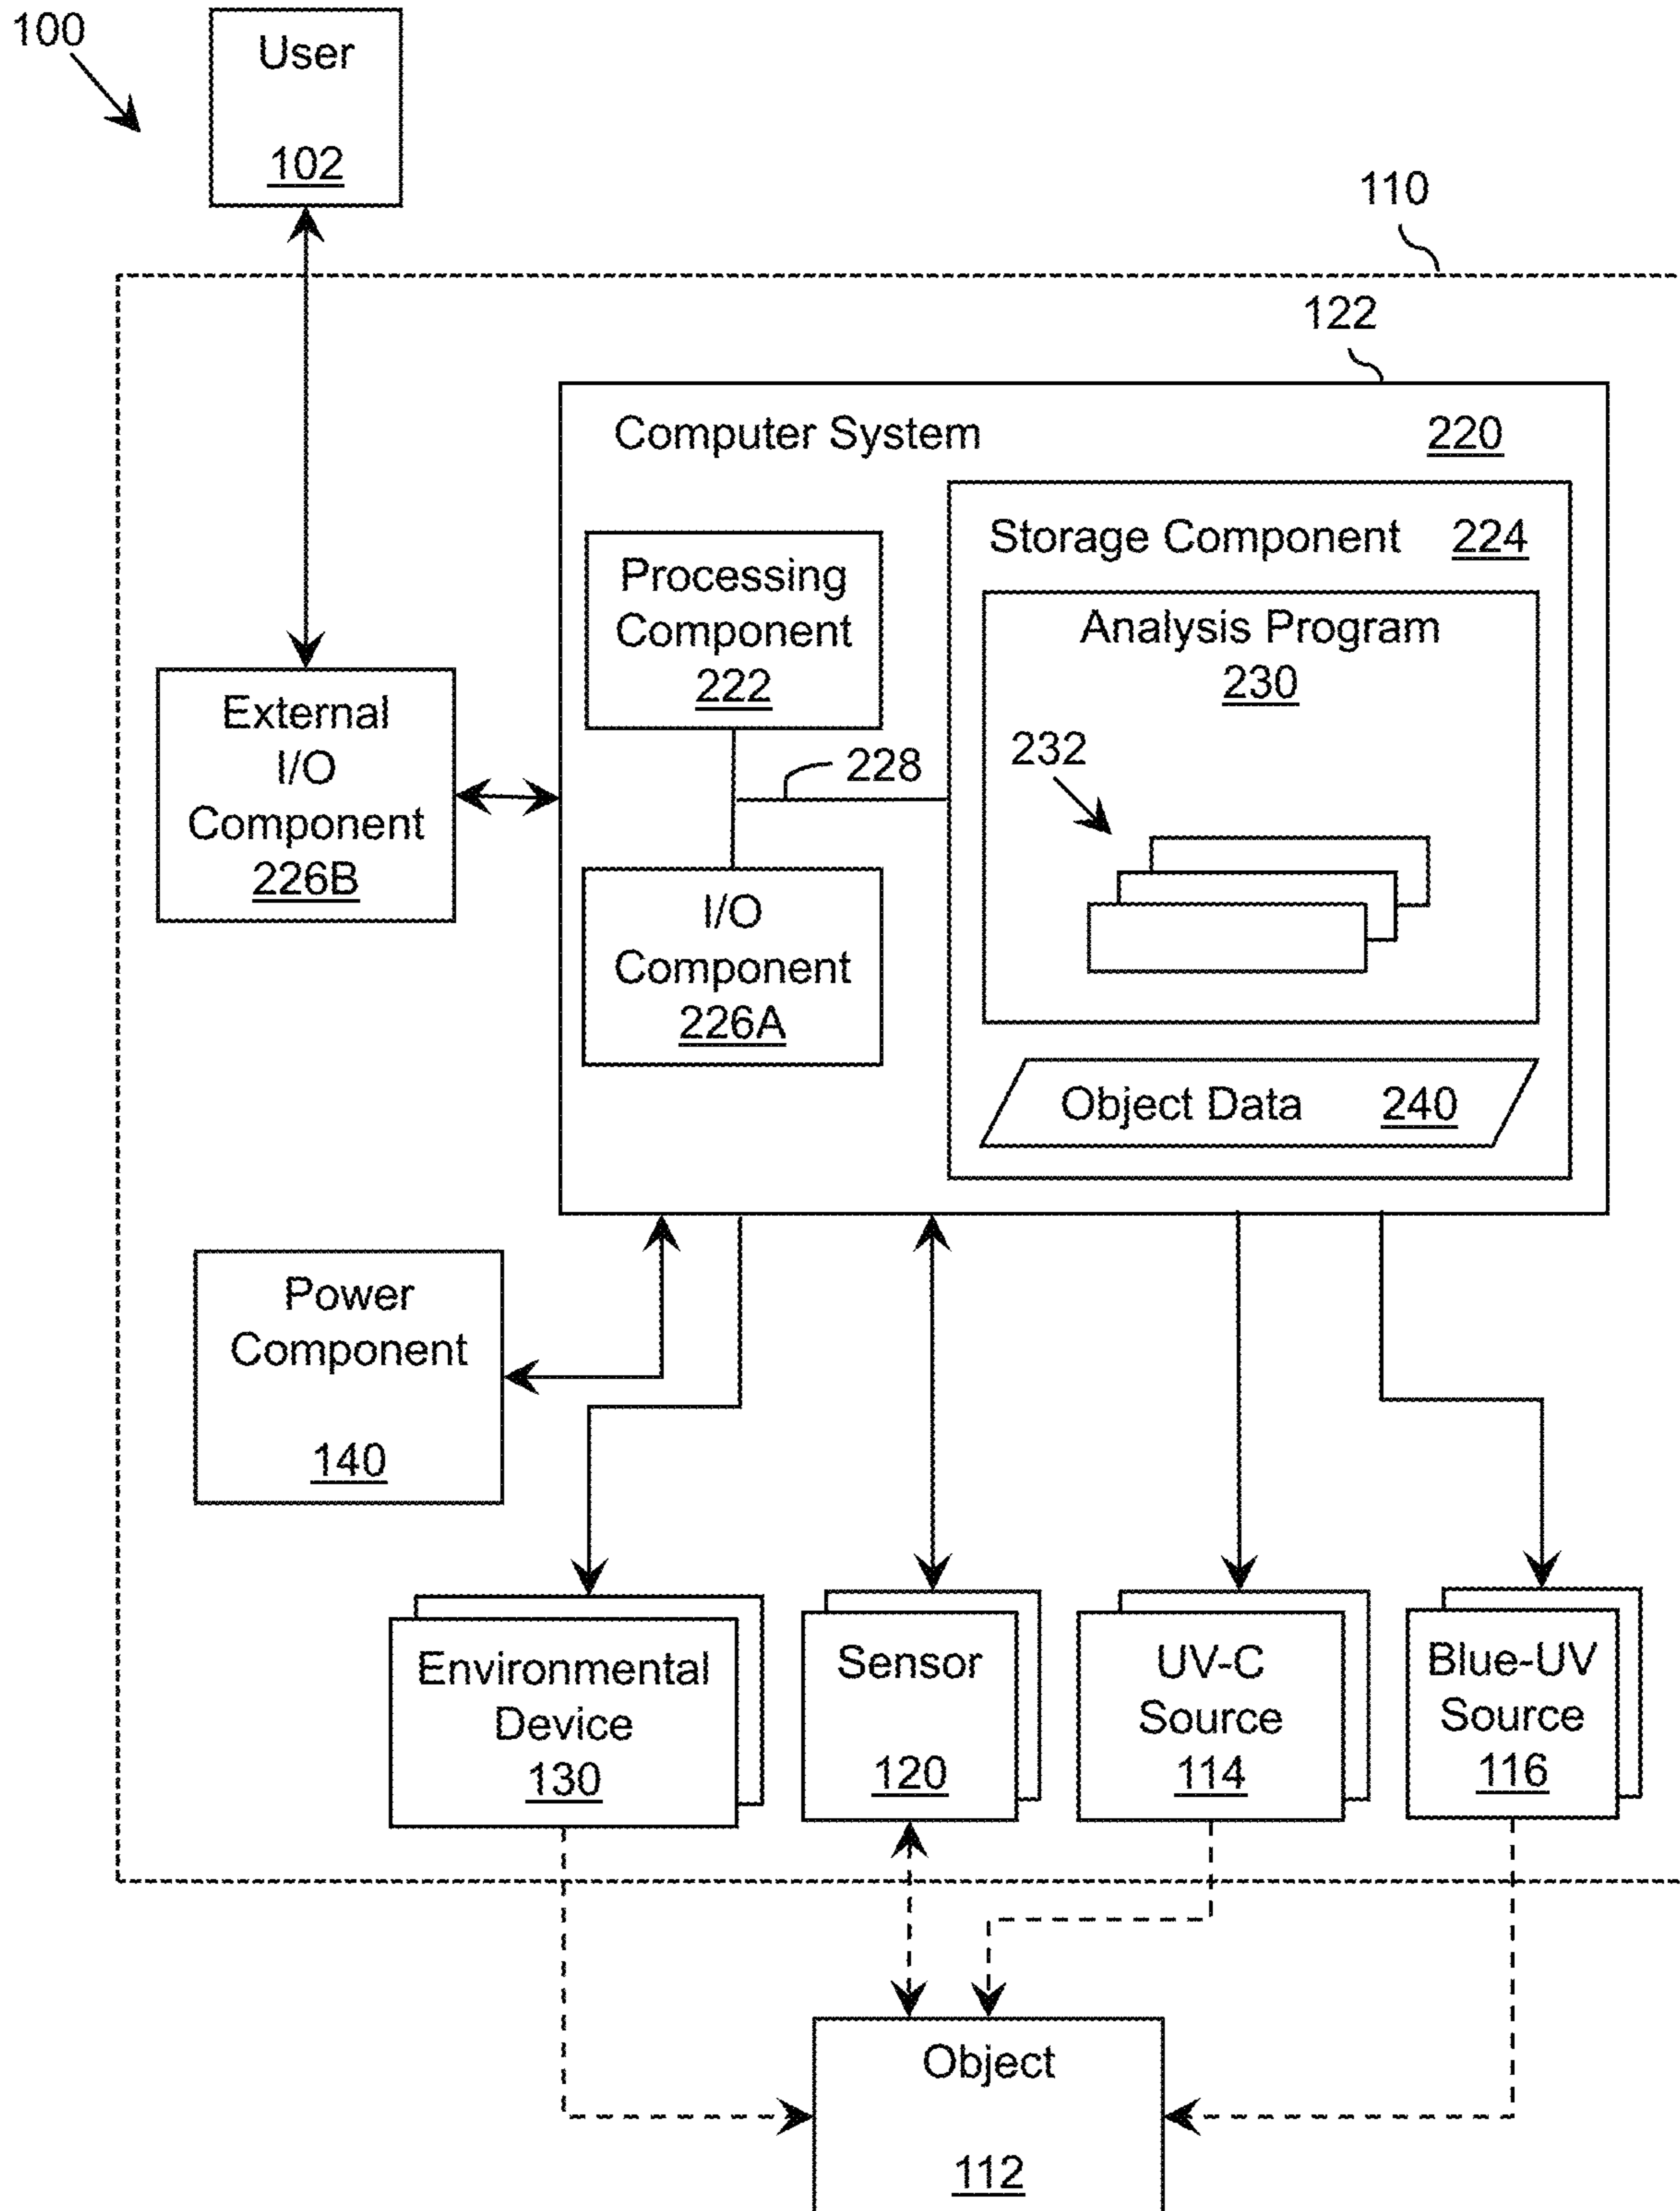 100
User
102
110
122
Computer System 220
Storage Component 224
Processing
Component
222
Analysis Program
230
External
I/O
Component
226B
228
232
I/O
Component
226A
Object Data 240
Power
Component
140
Environmental
Device
130
Sensor
120
UV-C
Source
114
Blue-UV
Source
116
Object
112